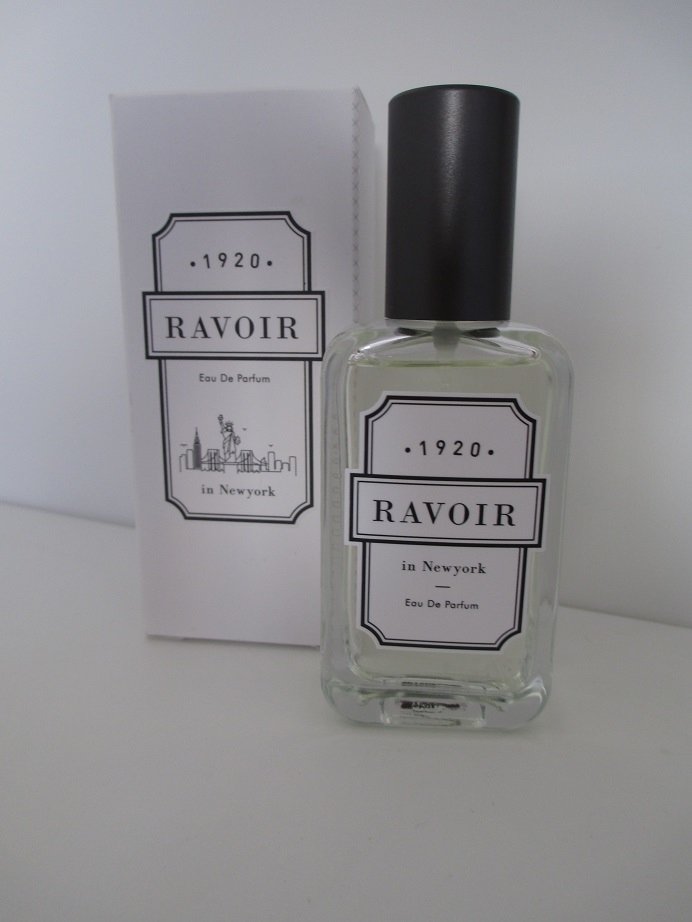 •1920•
RAVOIR
Eau De Parfum
in Newyork
•1920•
RAVOIR
in Newyork
Eau De Parfum